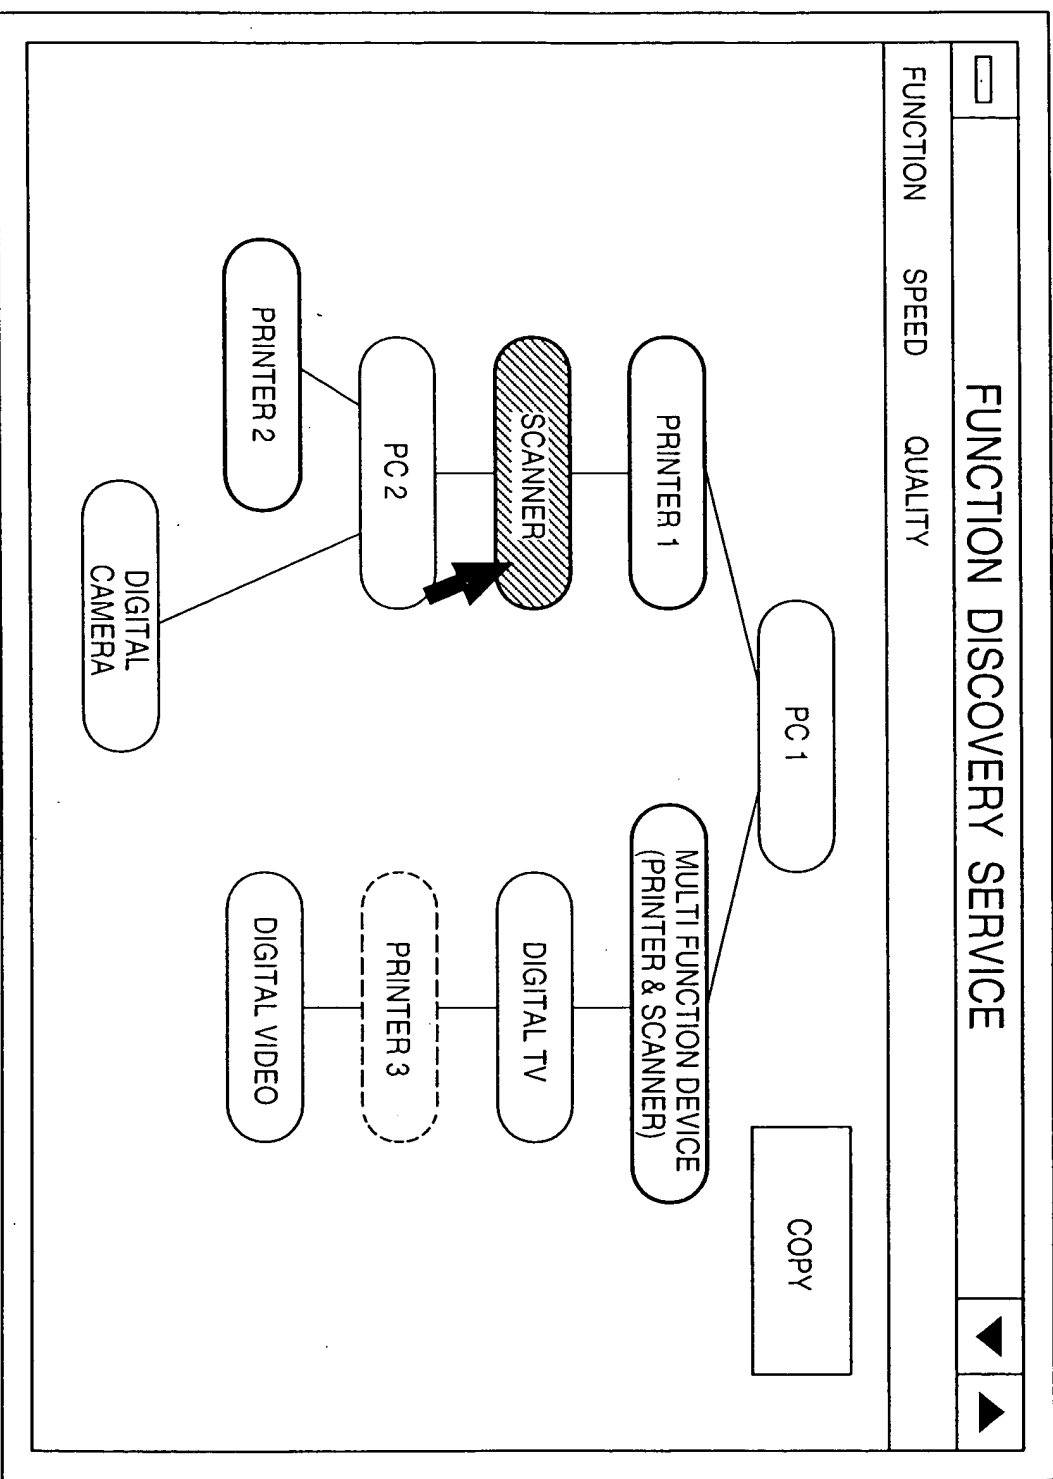 FUNCTION DISCOVERY SERVICE
FUNCTION SPEED QUALITY
COPY
PC 1
PRINTER 1
MULTI FUNCTION DEVICE
(PRINTER & SCANNER)
SCANNER
DIGITAL TV
PC 2
PRINTER 3
PRINTER 2
DIGITAL VIDEO
DIGITAL
CAMERA